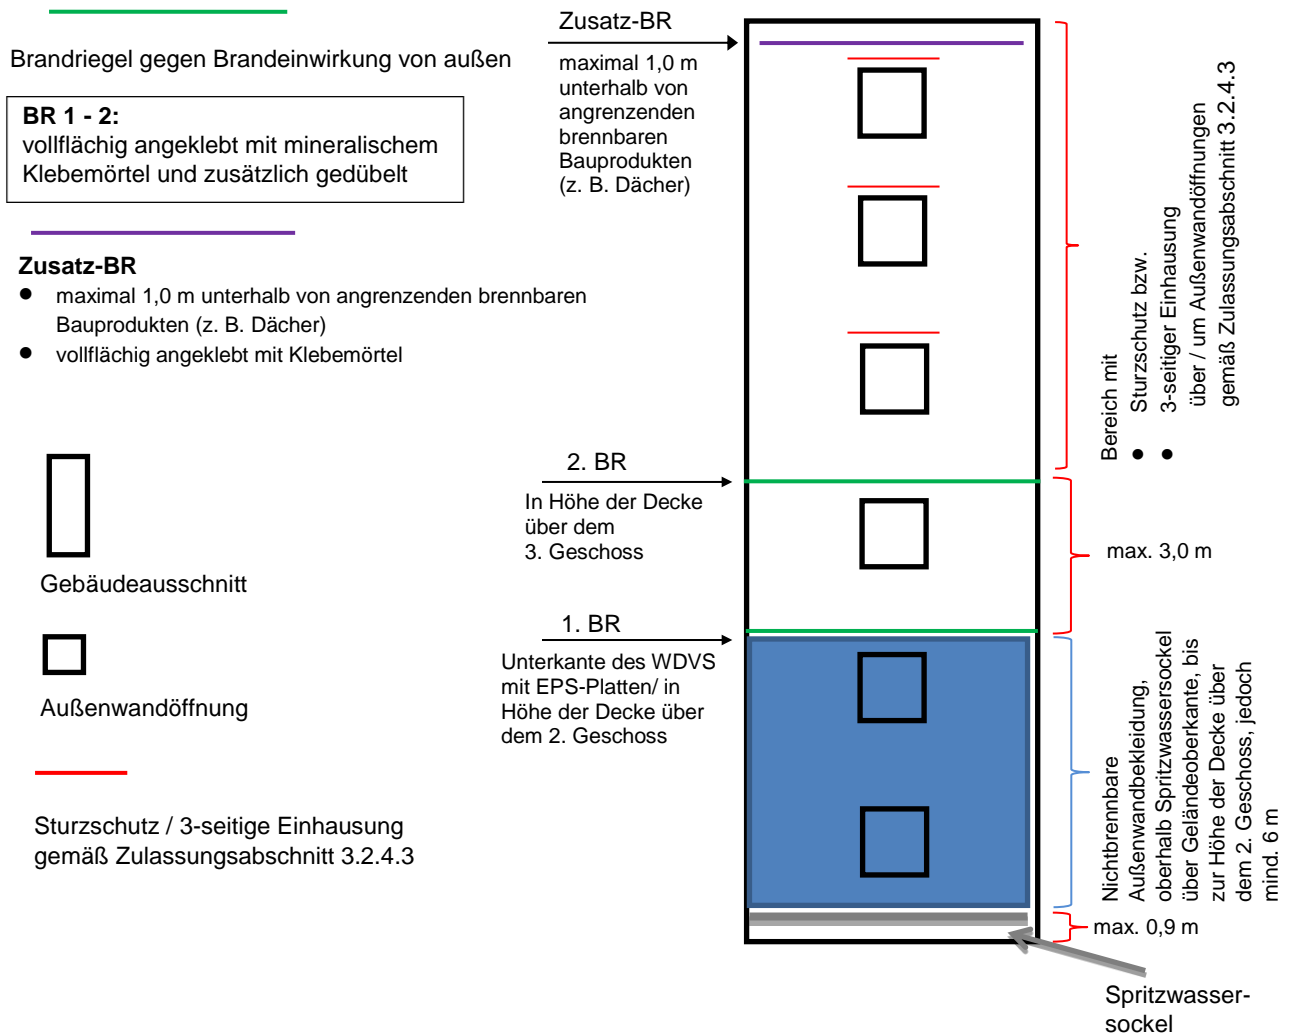 Brandriegel gegen Brandeinwirkung von außen
BR 1 - 2:
vollflächig angeklebt mit mineralischem
Klebemörtel und zusätzlich gedübelt
Zusatz-BR
● maximal 1,0 m unterhalb von angrenzenden brennbaren
Bauprodukten (z. B. Dächer)
● vollflächig angeklebt mit Klebemörtel
Gebäudeausschnitt
Außenwandöffnung
Sturzschutz / 3-seitige Einhausung
gemäß Zulassungsabschnitt 3.2.4.3
Zusatz-BR
maximal 1,0 m
unterhalb von
angrenzenden
brennbaren
Bauprodukten
(z. B. Dächer)
2. BR
In Höhe der Decke
über dem
3. Geschoss
1. BR
Unterkante des WDVS
mit EPS-Platten/ in
Höhe der Decke über
dem 2. Geschoss
Bereich mit
● Sturzschutz bzw.
● 3-seitiger Einhausung
über / um Außenwandöffnungen
gemäß Zulassungsabschnitt 3.2.4.3
max. 3,0 m
Nichtbrennbare
Außenwandbekleidung,
oberhalb Spritzwassersockel
über Geländeoberkante, bis
zur Höhe der Decke über
dem 2. Geschoss, jedoch
mind. 6 m
max. 0,9 m
Spritzwasser-
sockel